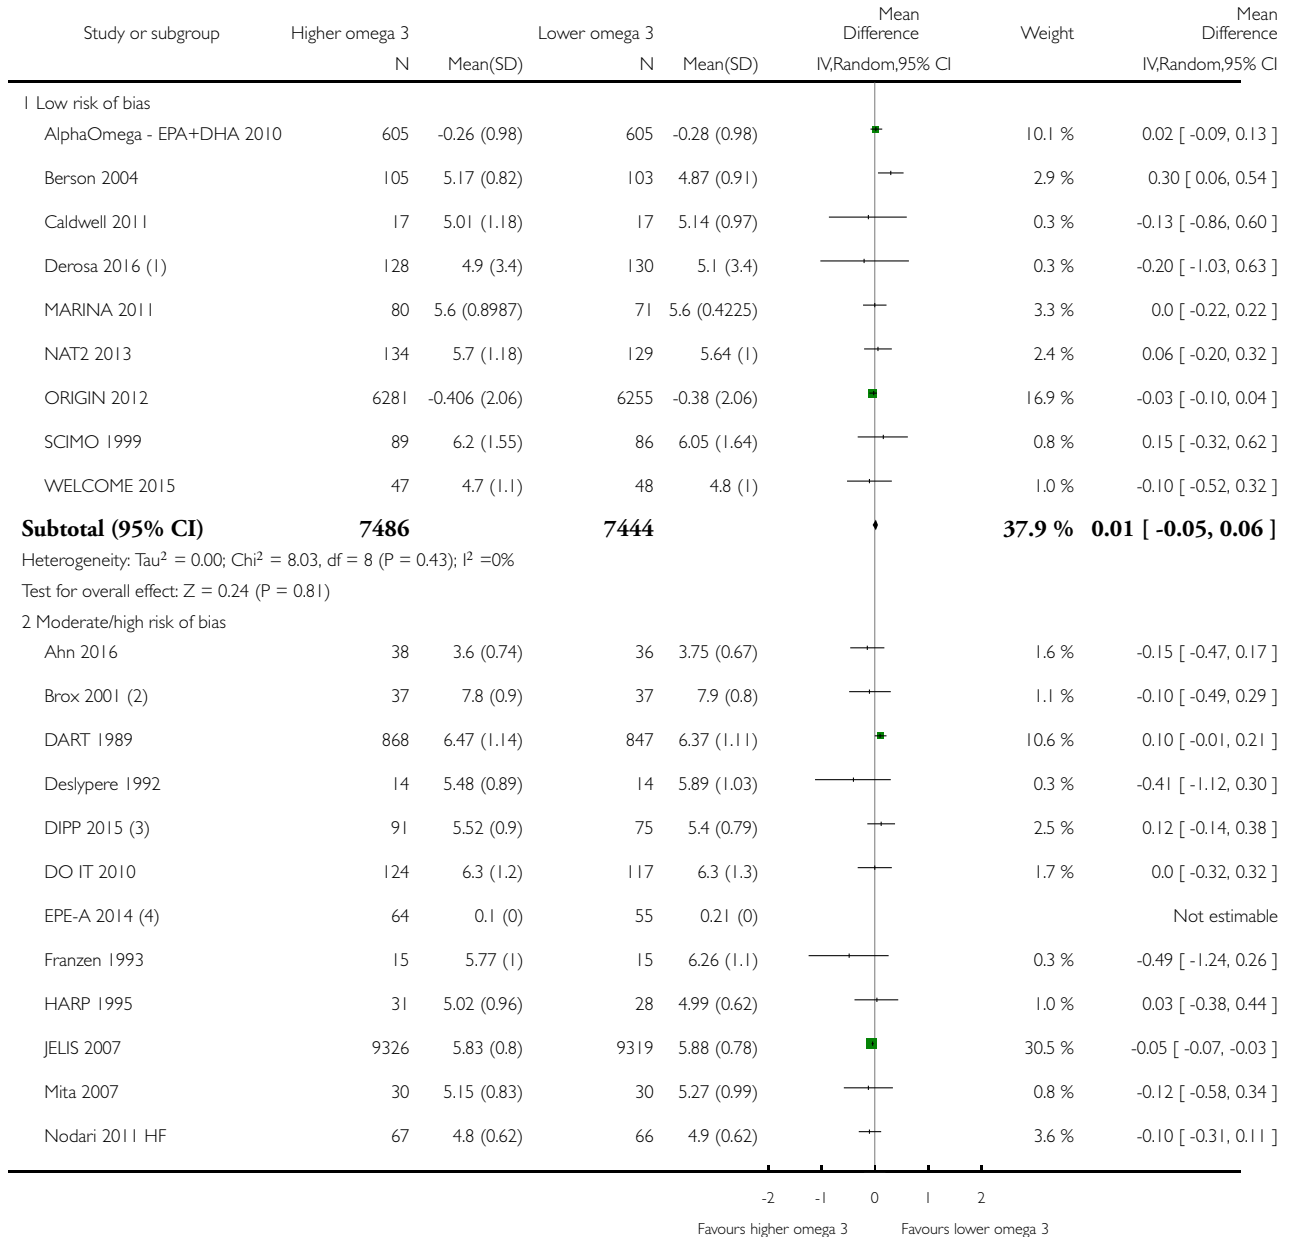 Study or subgroup Higher omega 3 Lower omega 3 Mean Difference Weight Mean Difference
N Mean(SD) N Mean(SD) IV,Random,95% CI IV,Random,95% CI
1 Low risk of bias
AlphaOmega - EPA+DHA 2010 605 -0.26 (0.98) 605 -0.28 (0.98) 10.1 % 0.02 [ -0.09, 0.13 ]
Berson 2004 105 5.17 (0.82) 103 4.87 (0.91) 2.9 % 0.30 [ 0.06, 0.54 ]
Caldwell 2011 17 5.01 (1.18) 17 5.14 (0.97) 0.3 % -0.13 [ -0.86, 0.60 ]
Derosa 2016 (1) 128 4.9 (3.4) 130 5.1 (3.4) 0.3 % -0.20 [ -1.03, 0.63 ]
MARINA 2011 80 5.6 (0.8987) 71 5.6 (0.4225) 3.3 % 0.0 [ -0.22, 0.22 ]
NAT2 2013 134 5.7 (1.18) 129 5.64 (1) 2.4 % 0.06 [ -0.20, 0.32 ]
ORIGIN 2012 6281 -0.406 (2.06) 6255 -0.38 (2.06) 16.9 % -0.03 [ -0.10, 0.04 ]
SCIMO 1999 89 6.2 (1.55) 86 6.05 (1.64) 0.8 % 0.15 [ -0.32, 0.62 ]
WELCOME 2015 47 4.7 (1.1) 48 4.8 (1) 1.0 % -0.10 [ -0.52, 0.32 ]
Subtotal (95% CI) 7486 7444 37.9 % 0.01 [ -0.05, 0.06 ]
Heterogeneity: Tau² = 0.00; Chi² = 8.03, df = 8 (P = 0.43); I² =0%
Test for overall effect: Z = 0.24 (P = 0.81)
2 Moderate/high risk of bias
Ahn 2016 38 3.6 (0.74) 36 3.75 (0.67) 1.6 % -0.15 [ -0.47, 0.17 ]
Brox 2001 (2) 37 7.8 (0.9) 37 7.9 (0.8) 1.1 % -0.10 [ -0.49, 0.29 ]
DART 1989 868 6.47 (1.14) 847 6.37 (1.11) 10.6 % 0.10 [ -0.01, 0.21 ]
Deslypere 1992 14 5.48 (0.89) 14 5.89 (1.03) 0.3 % -0.41 [ -1.12, 0.30 ]
DIPP 2015 (3) 91 5.52 (0.9) 75 5.4 (0.79) 2.5 % 0.12 [ -0.14, 0.38 ]
DO IT 2010 124 6.3 (1.2) 117 6.3 (1.3) 1.7 % 0.0 [ -0.32, 0.32 ]
EPE-A 2014 (4) 64 0.1 (0) 55 0.21 (0) Not estimable
Franzen 1993 15 5.77 (1) 15 6.26 (1.1) 0.3 % -0.49 [ -1.24, 0.26 ]
HARP 1995 31 5.02 (0.96) 28 4.99 (0.62) 1.0 % 0.03 [ -0.38, 0.44 ]
JELIS 2007 9326 5.83 (0.8) 9319 5.88 (0.78) 30.5 % -0.05 [ -0.07, -0.03 ]
Mita 2007 30 5.15 (0.83) 30 5.27 (0.99) 0.8 % -0.12 [ -0.58, 0.34 ]
Nodari 2011 HF 67 4.8 (0.62) 66 4.9 (0.62) 3.6 % -0.10 [ -0.31, 0.11 ]
-2 -1 0 1 2
Favours higher omega 3 Favours lower omega 3